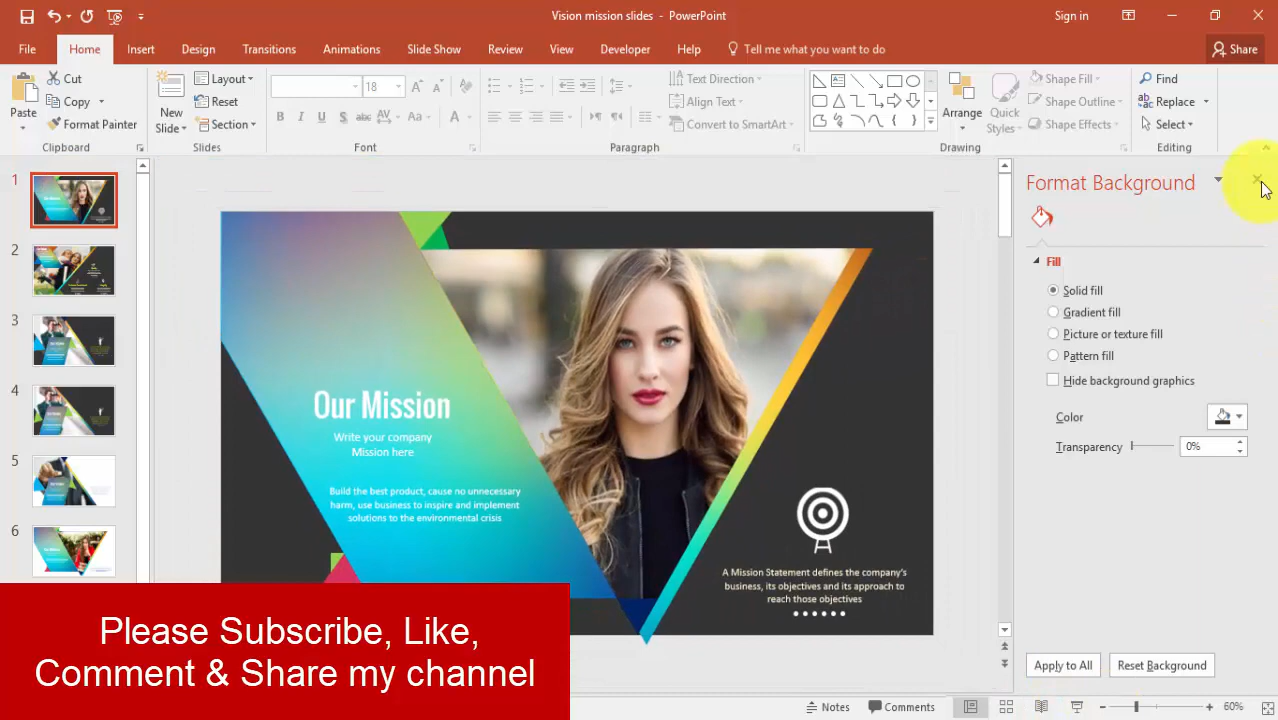 Vision mission slides - PowerPoint
Sign in
File
Home
Insert
Design
Transitions
Animations
Slide Show
Review
View
Developer
Help
Tell me what you want to do
Share
Paste
Cut
Copy
Format Painter
Clipboard
New
Slide
Layout
Reset
Section
Slides
18
B I U S abc AV Aa A
Font
Text Direction
Align Text
Convert to SmartArt
Paragraph
Arrange
Quick
Styles
Shape Fill
Shape Outline
Shape Effects
Drawing
Find
Replace
Select
Editing
1
2
3
4
5
6
Our Mission
Write your company
Mission here
Build the best product, cause no unnecessary
harm, use business to inspire and implement
solutions to the environmental crisis
A Mission Statement defines the company's
business, its objectives and its approach to
reach those objectives
Format Background
Fill
Solid fill
Gradient fill
Picture or texture fill
Pattern fill
Hide background graphics
Color
Transparency
0%
Apply to All
Reset Background
Please Subscribe, Like,
Comment & Share my channel
Notes
Comments
60%